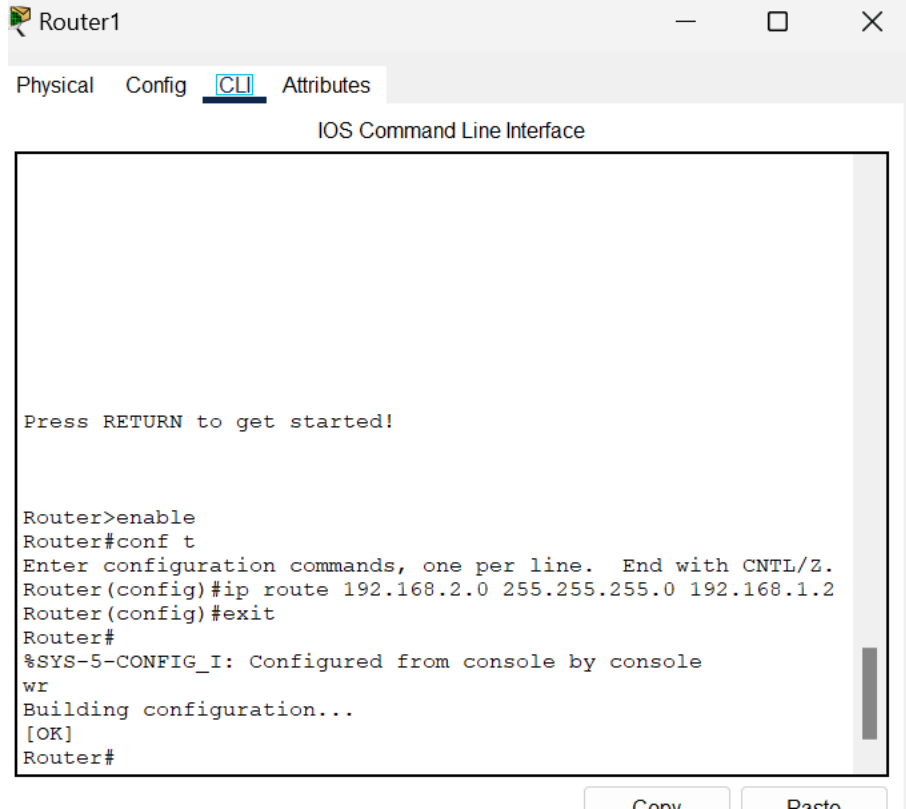 Router1
Physical Config CLI Attributes
IOS Command Line Interface
Press RETURN to get started!
Router>enable
Router#conf t
Enter configuration commands, one per line.  End with CNTL/Z.
Router(config)#ip route 192.168.2.0 255.255.255.0 192.168.1.2
Router(config)#exit
Router#
%SYS-5-CONFIG_I: Configured from console by console
wr
Building configuration...
[OK]
Router#
Copy Paste